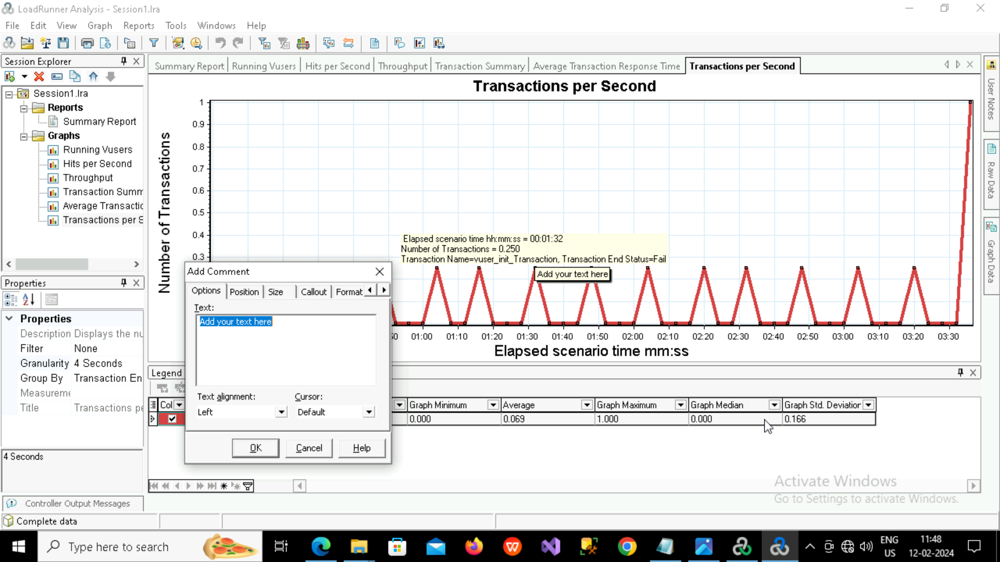 LoadRunner Analysis - Session1.lra
File Edit View Graph Reports Tools Windows Help
Session Explorer
Session1.lra
Reports
Summary Report
Graphs
Running Vusers
Hits per Second
Throughput
Transaction Summ
Average Transactic
Transactions per S
Properties
Properties
Description Displays the nu
Filter None
Granularity 4 Seconds
Group By Transaction En
Measureme
Title Transactions pe
4 Seconds
Controller Output Messages
Complete data
Summary Report Running Vusers Hits per Second Throughput Transaction Summary Average Transaction Response Time Transactions per Second
Transactions per Second
Number of Transactions
1
0.9
0.8
0.7
0.6
0.5
0.4
0.3
Elapsed scenario time hh:mm:ss = 00:01:32
Number of Transactions = 0.250
Transaction Name=vuser_init_Transaction, Transaction End Status=Fail
Add your text here
01:00 01:10 01:20 01:30 01:40 01:50 02:00 02:10 02:20 02:30 02:40 02:50 03:00 03:10 03:20 03:30
Elapsed scenario time mm:ss
Add Comment
Options Position Size Callout Format
Text:
Add your text here
Text alignment: Cursor:
Left Default
OK Cancel Help
Legend
Col Graph Minimum Average Graph Maximum Graph Median Graph Std. Deviation
0.000 0.069 1.000 0.000 0.166
User Notes
Raw Data
Graph Data
Activate Windows
Go to Settings to activate Windows.
Type here to search
ENG
US
11:48
12-02-2024